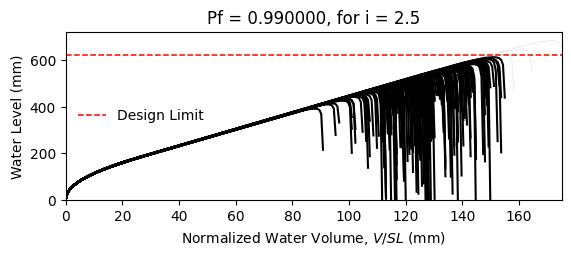 Pf = 0.990000, for i = 2.5
Water Level (mm)
600
400
200
0
Design Limit
0 20 40 60 80 100 120 140 160
Normalized Water Volume, V/SL (mm)